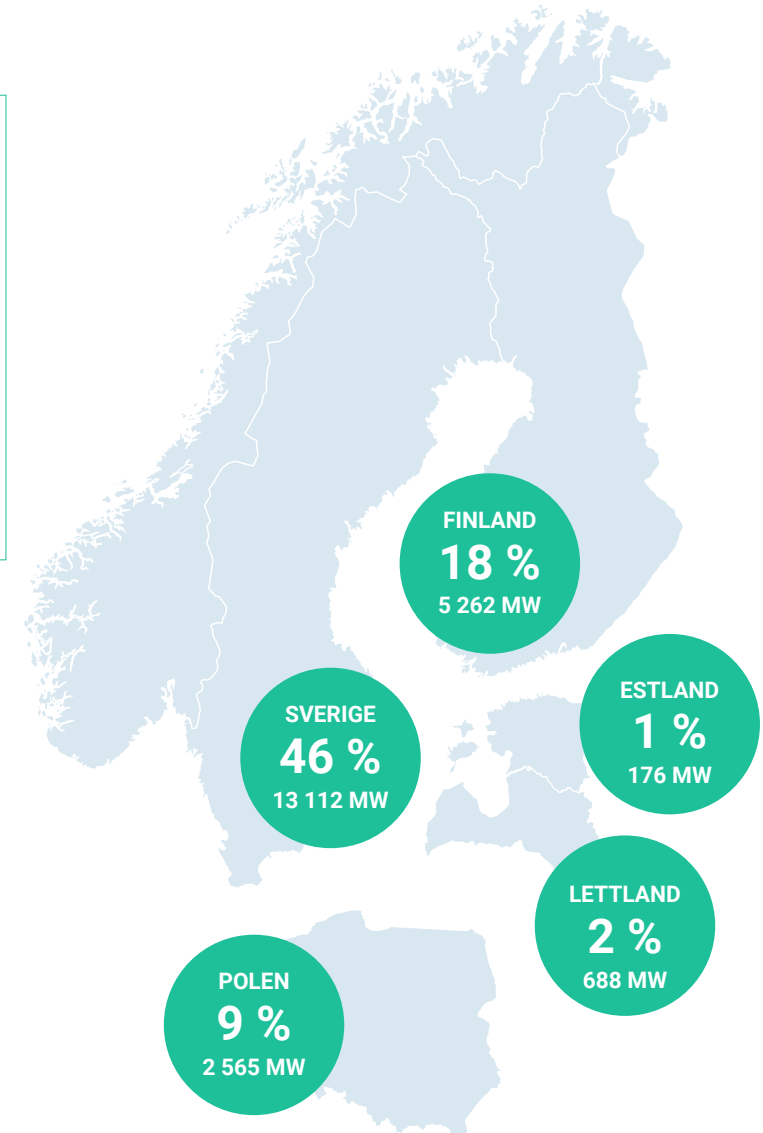 FINLAND
18 %
5 262 MW
SVERIGE
46 %
13 112 MW
ESTLAND
1 %
176 MW
LETTLAND
2 %
688 MW
POLEN
9 %
2 565 MW